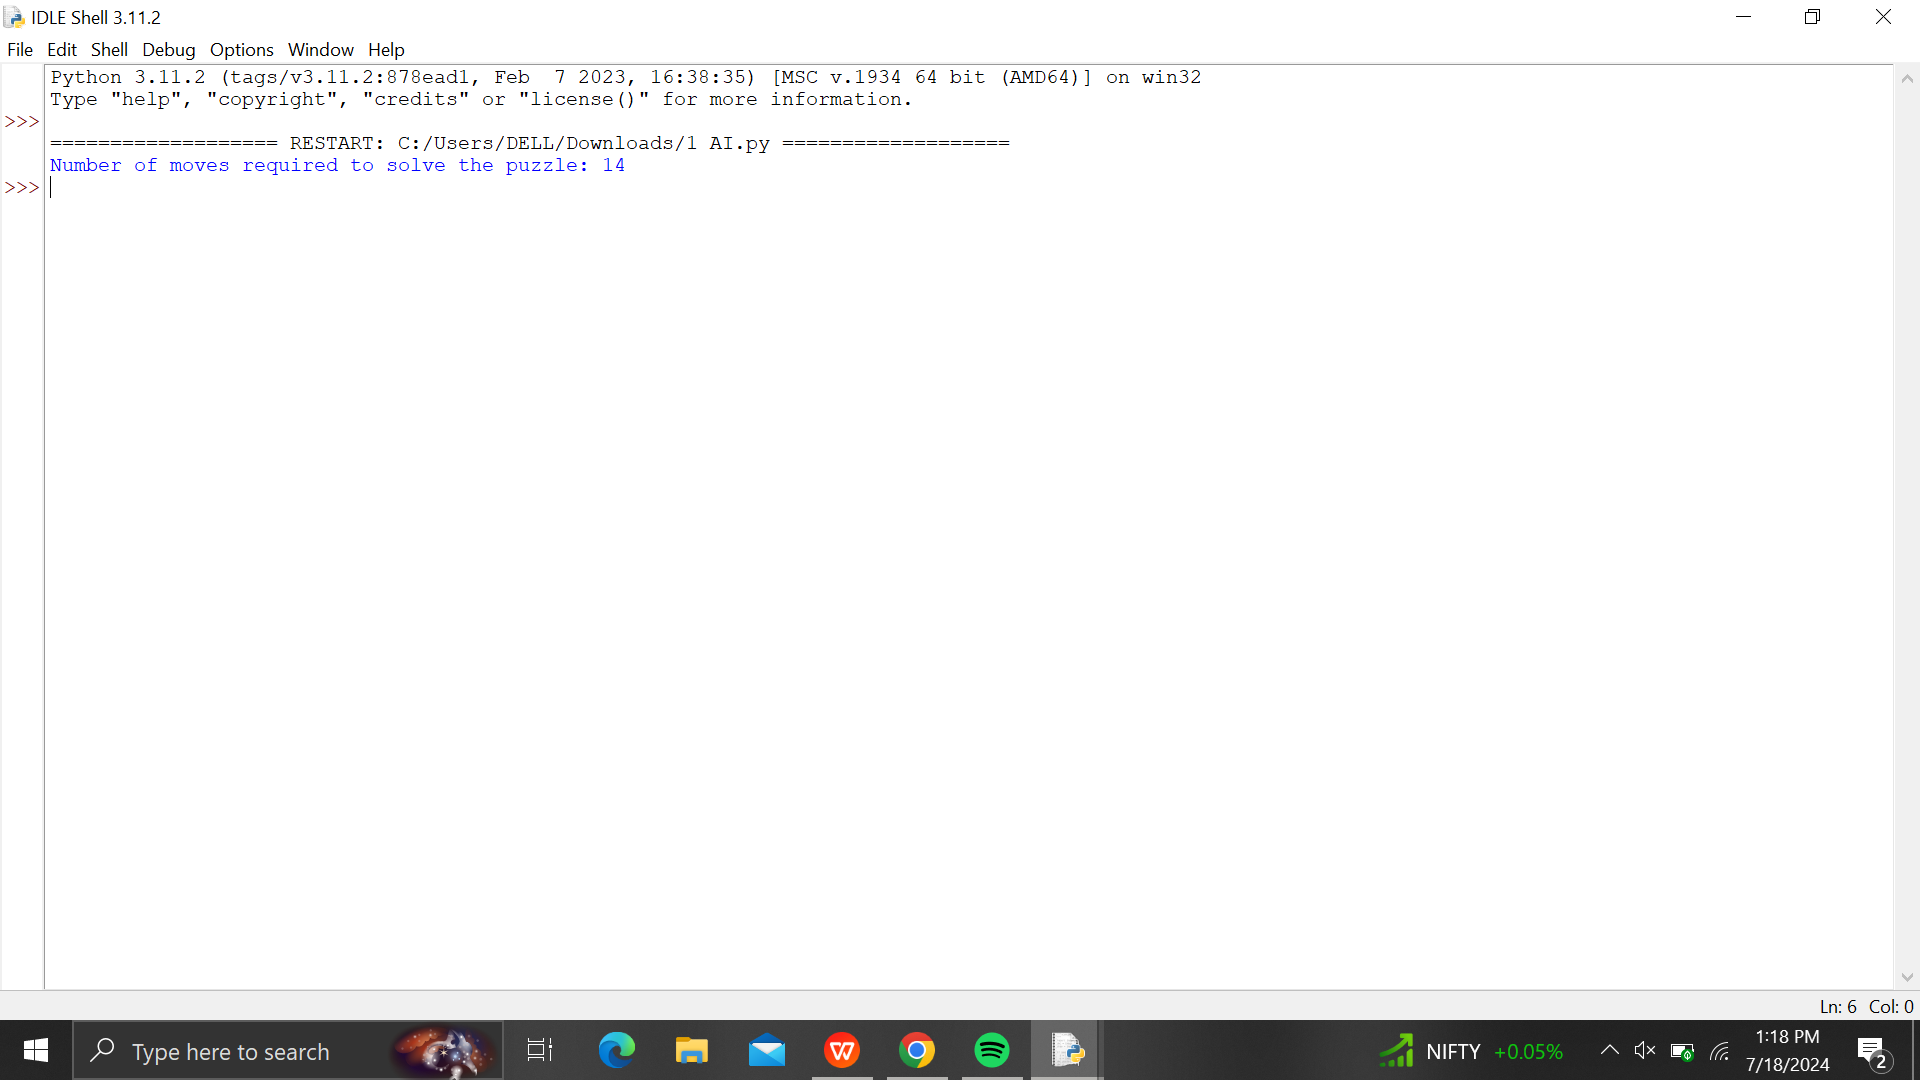 IDLE Shell 3.11.2
File Edit Shell Debug Options Window Help
Python 3.11.2 (tags/v3.11.2:878ead1, Feb  7 2023, 16:38:35) [MSC v.1934 64 bit (AMD64)] on win32
Type "help", "copyright", "credits" or "license()" for more information.
>>>
=================== RESTART: C:/Users/DELL/Downloads/1 AI.py ===================
Number of moves required to solve the puzzle: 14
>>>
Ln: 6 Col: 0
Type here to search
NIFTY +0.05%
1:18 PM
7/18/2024
2